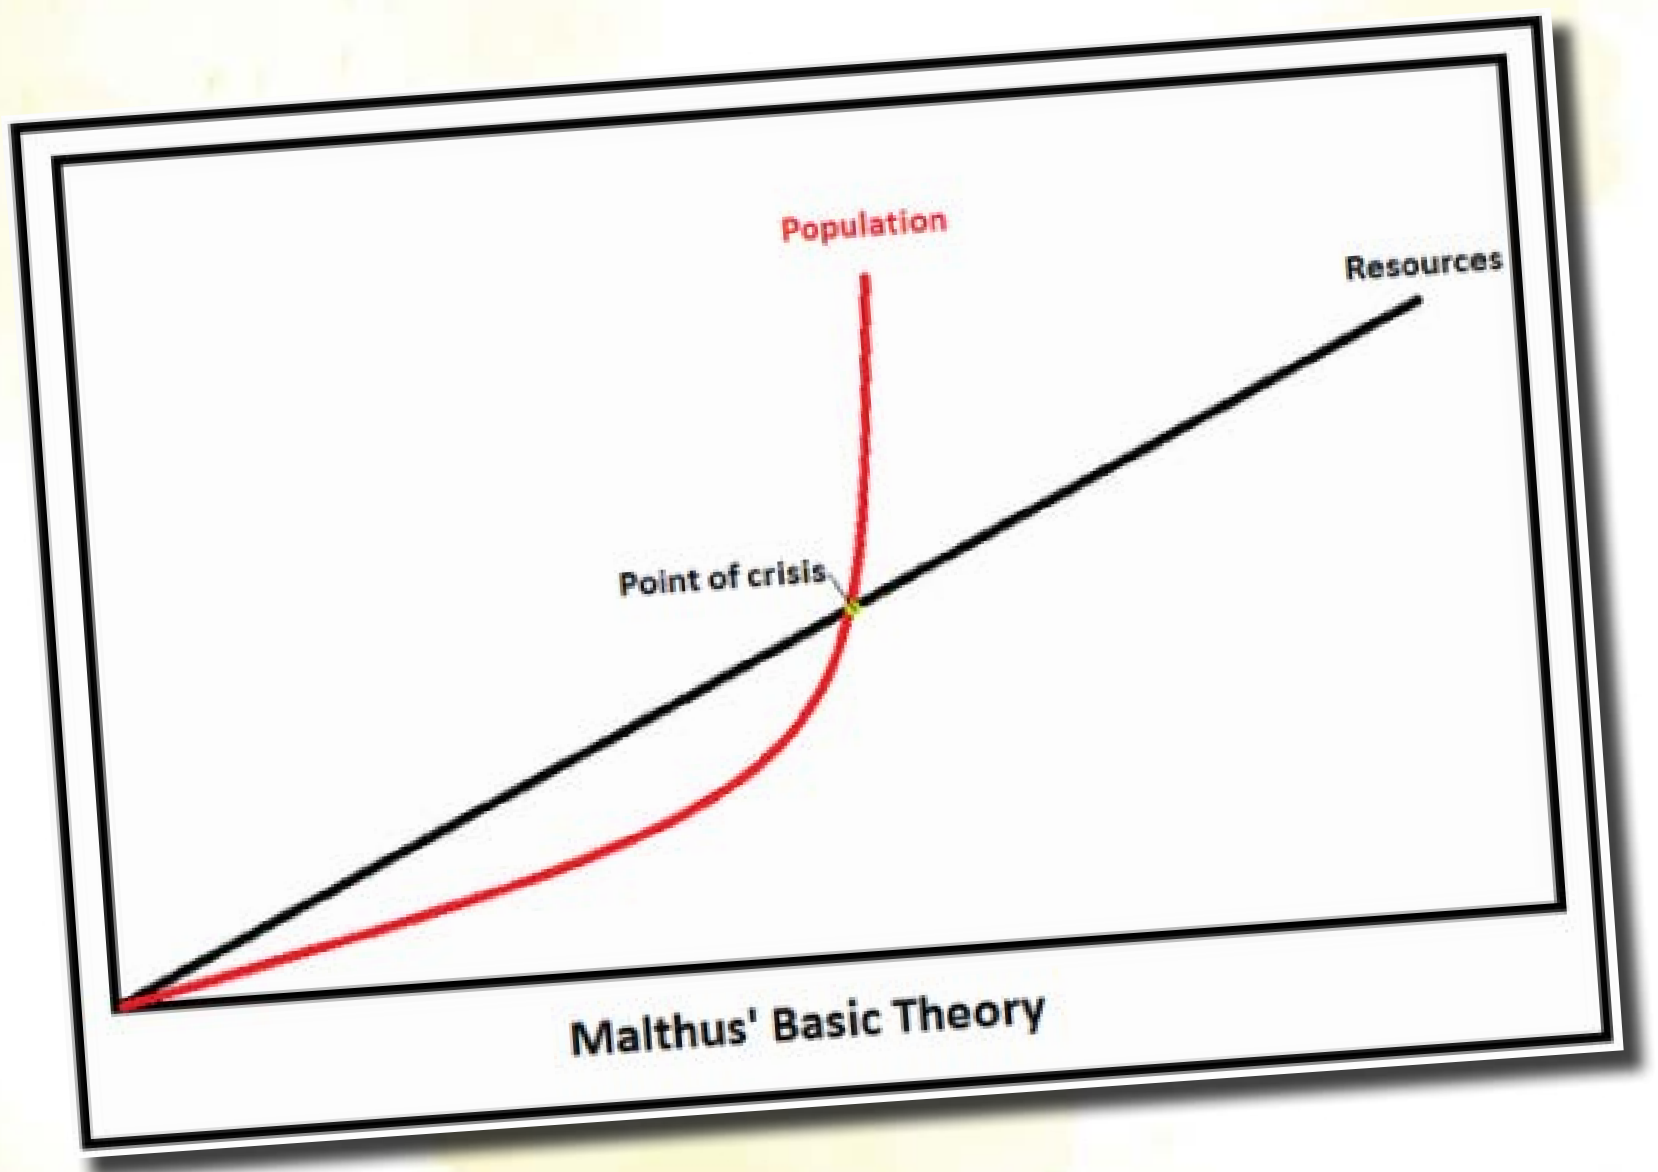 Population
Resources
Point of crisis
Malthus' Basic Theory